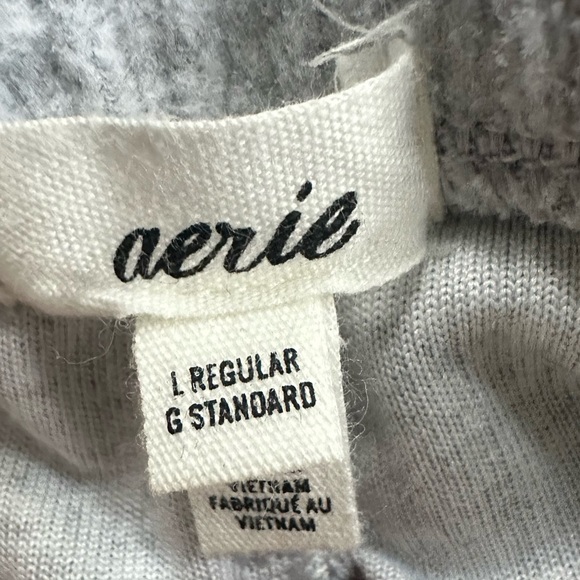 aerie
L REGULAR
G STANDARD
VIETNAM
FABRIQUÉ AU
VIETNAM